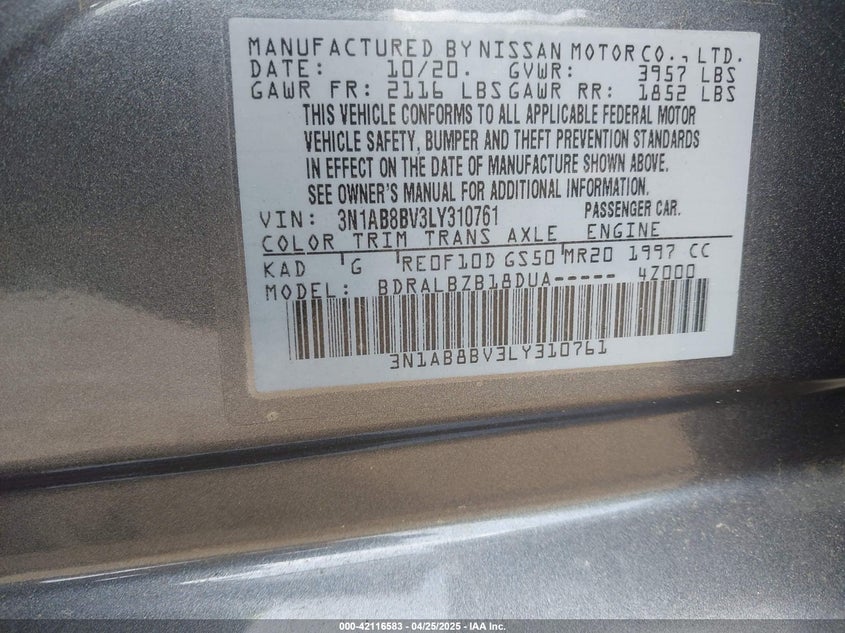 MANUFACTURED BY NISSAN MOTOR CO., LTD.
DATE: 10/20. GVWR: 3957 LBS
GAWR FR: 2116 LBS GAWR RR: 1852 LBS
THIS VEHICLE CONFORMS TO ALL APPLICABLE FEDERAL MOTOR
VEHICLE SAFETY, BUMPER AND THEFT PREVENTION STANDARDS
IN EFFECT ON THE DATE OF MANUFACTURE SHOWN ABOVE.
SEE OWNER'S MANUAL FOR ADDITIONAL INFORMATION.
VIN: 3N1AB8BV3LY310761 PASSENGER CAR.
COLOR TRIM TRANS AXLE ENGINE
KAD G RE0F10D GS50 MR20 1997 CC
MODEL: BDRALBZB18DUA----- 4Z000
3N1AB8BV3LY310761
000-42116583 / 04/25/2025 - IAA Inc.